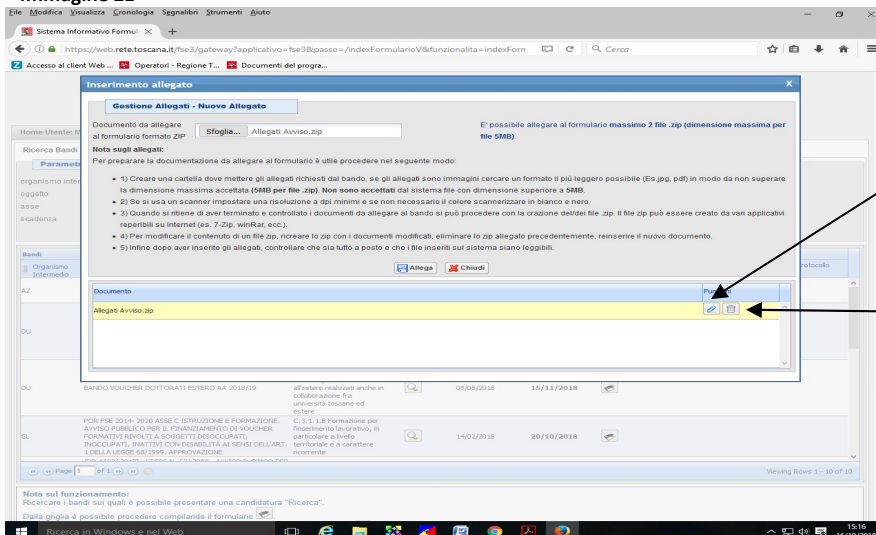 Immagine 22
File Modifica Visualizza Cronologia Segnalibri Strumenti Aiuto
Sistema Informativo Formul
https://web.rete.toscana.it/fse3/gateway?applicativo=fse3&passo=/indexFormularioV&funzionalita=indexForn
Cerca
Accesso al client Web ... Operatori - Regione T... Documenti del progra...
Inserimento allegato X
Gestione Allegati - Nuovo Allegato
Documento da allegare
al formulario formato ZIP Sfoglia... Allegati Avviso.zip
E' possibile allegare al formulario massimo 2 file .zip (dimensione massima per
file 5MB).
Home Utente:
Nota sugli allegati:
Ricerca Bandi
Per preparare la documentazione da allegare al formulario è utile procedere nel seguente modo:
Paramet
organismo inter
oggetto
asse
scadenza
• 1) Creare una cartella dove mettere gli allegati richiesti dal bando, se gli allegati sono immagini cercare un formato il più leggero possibile (Es.jpg, pdf) in modo da non superare
la dimensione massima accettata (5MB per file .zip). Non sono accettati dal sistema file con dimensione superiore a 5MB.
• 2) Se si usa un scanner impostare una risoluzione a dpi minimi e se non necessario il colore scannerizzare in bianco e nero.
• 3) Quando si ritiene di aver terminato e controllato i documenti da allegare al bando si può procedere con la crazione del/dei file .zip. Il file zip può essere creato da vari applicativi
reperibili su internet (es. 7-Zip, winRar, ecc.).
• 4) Per modificare il contenuto di un file zip, ricreare lo zip con i documenti modificati, eliminare lo zip allegato precedentemente, reinserire il nuovo documento.
• 5) Infine dopo aver inserito gli allegati, controllare che sia tutto a posto e che i file inseriti sul sistema siano leggibili.
Allega Chiudi
Bandi
Organismo
Intermedio
rotocollo
Documento
AZ
Allegati Avviso.zip
DU
DU BANDO VOUCHER DOTTORATI ESTERO AA 2018/19
all'estero realizzati anche in
collaborazione fra
università toscane ed
estere
08/08/2018 15/11/2018
GL
POR FSE 2014- 2020 ASSE C ISTRUZIONE E FORMAZIONE.
AVVISO PUBBLICO PER IL FINANZIAMENTO DI VOUCHER
FORMATIVI RIVOLTI A SOGGETTI DISOCCUPATI,
INOCCUPATI, INATTIVI CON DISABILITÀ AI SENSI DELL'ART.
1 DELLA LEGGE 68/1999. APPROVAZIONE
C.3.1.1.B Formazione per
l'inserimento lavorativo, in
particolare a livello
territoriale e a carattere
ricorrente
14/02/2018 20/10/2018
Page 1 of 1
Viewing Rows 1 - 10 of 10
Nota sul funzionamento:
Ricercare i bandi sui quali è possibile presentare una candidatura "Ricerca".
Dalla griglia è possibile procedere compilando il formulario
Ricerca in Windows e nel Web
15:16